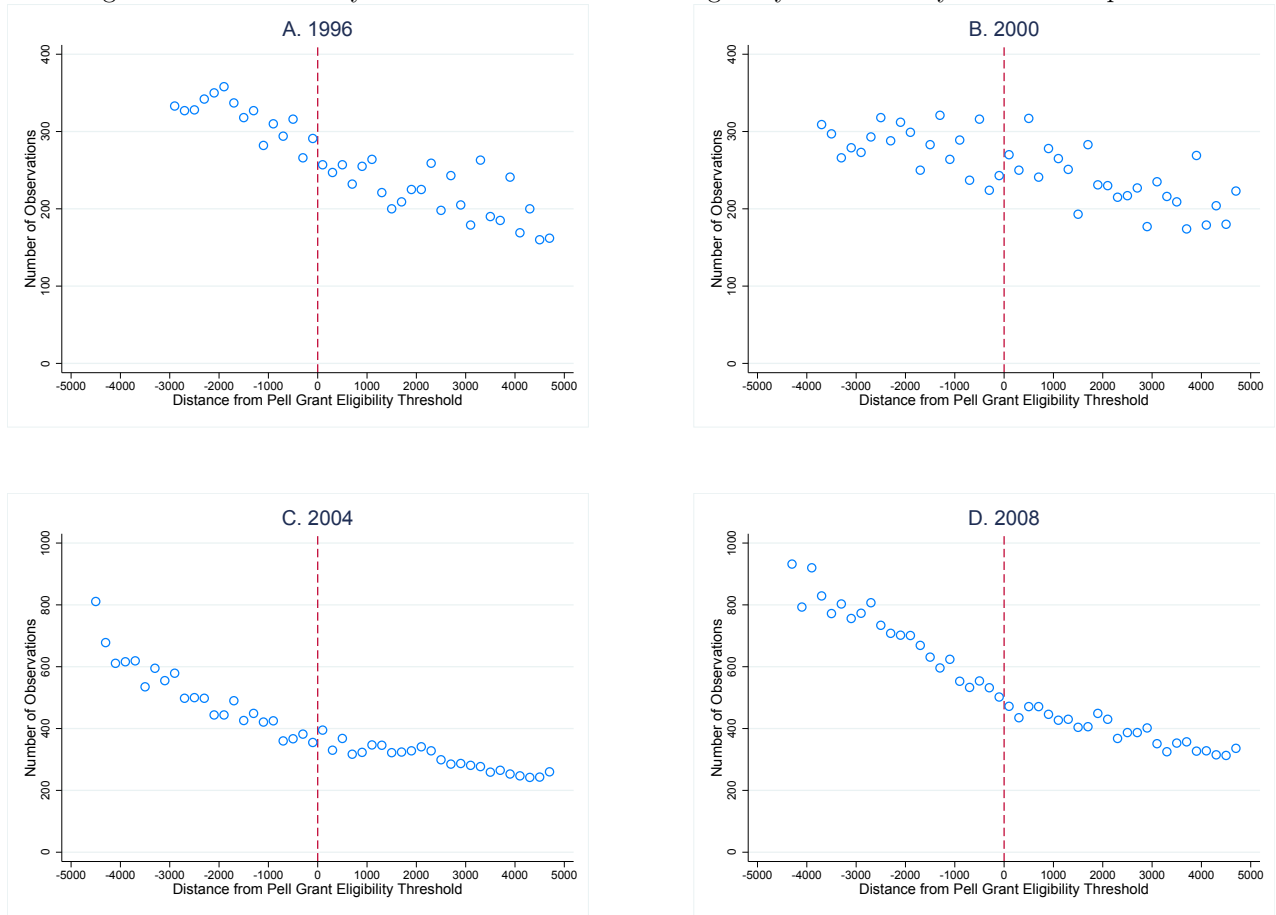 A. 1996
Number of Observations
400
300
200
100
0
-5000 -4000 -3000 -2000 -1000 0 1000 2000 3000 4000 5000
Distance from Pell Grant Eligibility Threshold
B. 2000
Number of Observations
400
300
200
100
0
-5000 -4000 -3000 -2000 -1000 0 1000 2000 3000 4000 5000
Distance from Pell Grant Eligibility Threshold
C. 2004
Number of Observations
1000
800
600
400
200
0
-5000 -4000 -3000 -2000 -1000 0 1000 2000 3000 4000 5000
Distance from Pell Grant Eligibility Threshold
D. 2008
Number of Observations
1000
800
600
400
200
0
-5000 -4000 -3000 -2000 -1000 0 1000 2000 3000 4000 5000
Distance from Pell Grant Eligibility Threshold